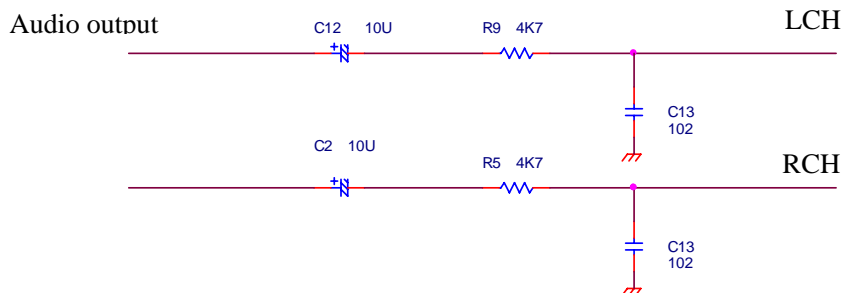 Audio output
C12 10U
R9 4K7
LCH
C13
102
C2 10U
R5 4K7
RCH
C13
102